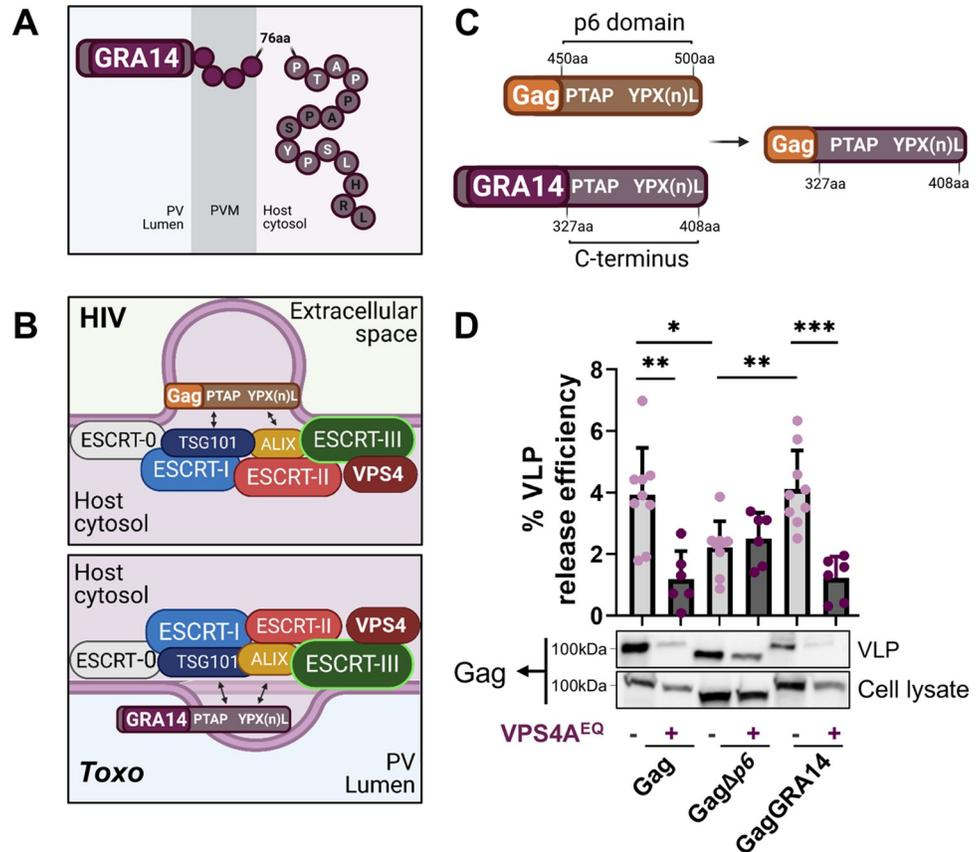 A
GRA14
76aa
P
T
A
P
P
A
P
S
Y
P
S
L
H
R
L
PV
Lumen
PVM
Host
cytosol
B
HIV
Extracellular
space
Gag PTAP YPX(n)L
ESCRT-0
TSG101
ALIX
ESCRT-III
ESCRT-I
ESCRT-II
VPS4
Host
cytosol
Host
cytosol
ESCRT-I
ESCRT-II
VPS4
ESCRT-0
TSG101
ALIX
ESCRT-III
GRA14 PTAP YPX(n)L
Toxo
PV
Lumen
C
p6 domain
450aa 500aa
Gag PTAP YPX(n)L
GRA14 PTAP YPX(n)L
327aa 408aa
C-terminus
Gag PTAP YPX(n)L
327aa 408aa
D
* ***
** **
% VLP
release efficiency
8
6
4
2
0
Gag
100kDa
VLP
100kDa
Cell lysate
VPS4A^EQ - + - + - +
Gag
GagΔp6
GagGRA14